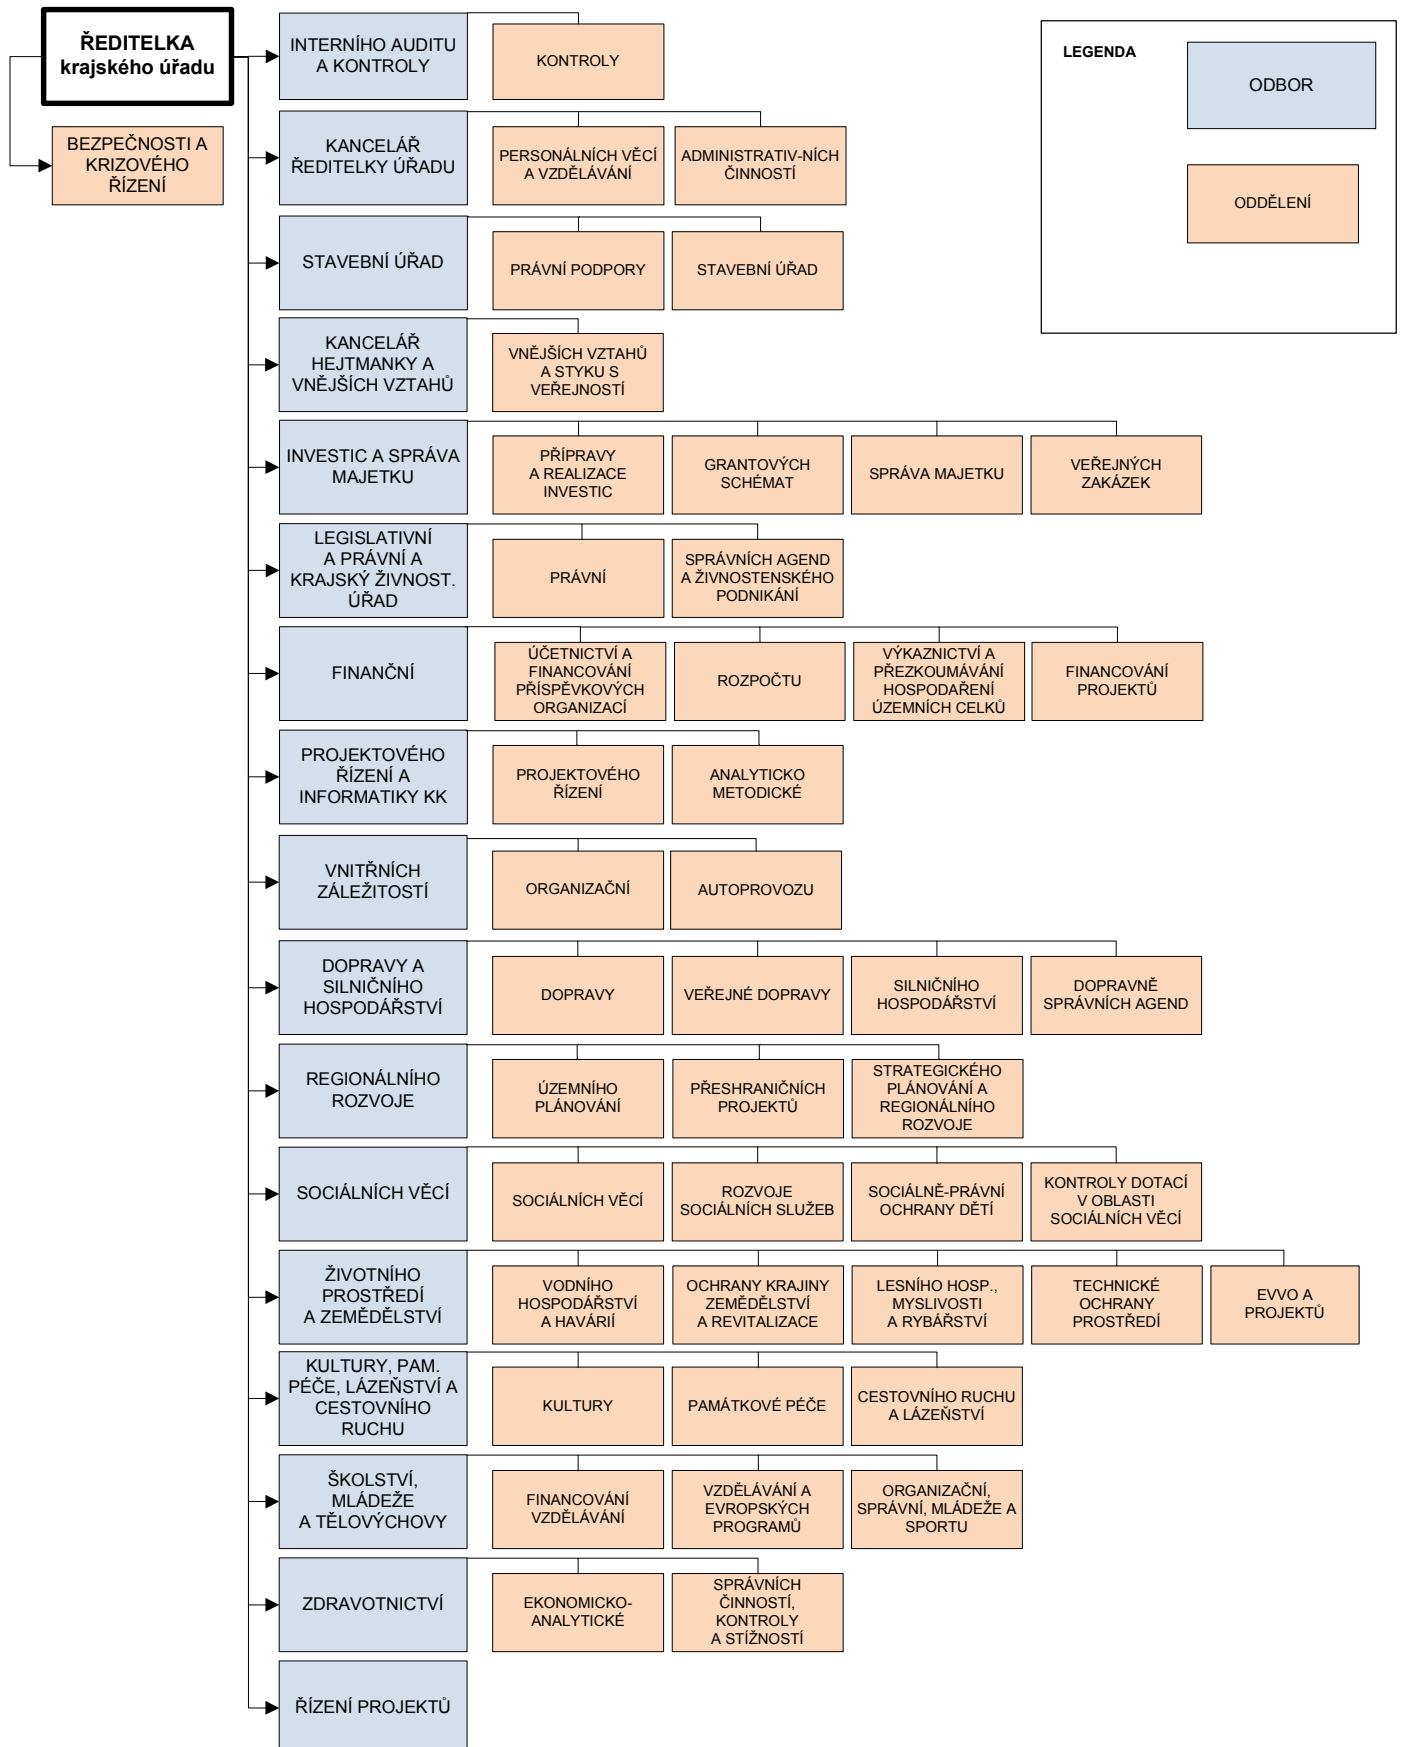 ŘEDITELKA
krajského úřadu
BEZPEČNOSTI A
KRIZOVÉHO
ŘÍZENÍ
INTERNÍHO AUDITU
A KONTROLY
KONTROLY
LEGENDA
ODBOR
ODDĚLENÍ
KANCELÁŘ
ŘEDITELKY ÚŘADU
PERSONÁLNÍCH VĚCÍ
A VZDĚLÁVÁNÍ
ADMINISTRATIV-NÍCH
ČINNOSTÍ
STAVEBNÍ ÚŘAD
PRÁVNÍ PODPORY
STAVEBNÍ ÚŘAD
KANCELÁŘ
HEJTMANKY A
VNĚJŠÍCH VZTAHŮ
VNĚJŠÍCH VZTAHŮ
A STYKU S
VEŘEJNOSTÍ
INVESTIC A SPRÁVA
MAJETKU
PŘÍPRAVY
A REALIZACE
INVESTIC
GRANTOVÝCH
SCHÉMAT
SPRÁVA MAJETKU
VEŘEJNÝCH
ZAKÁZEK
LEGISLATIVNÍ
A PRÁVNÍ A
KRAJSKÝ ŽIVNOST.
ÚŘAD
PRÁVNÍ
SPRÁVNÍCH AGEND
A ŽIVNOSTENSKÉHO
PODNIKÁNÍ
FINANČNÍ
ÚČETNICTVÍ A
FINANCOVÁNÍ
PŘÍSPĚVKOVÝCH
ORGANIZACÍ
ROZPOČTU
VÝKAZNICTVÍ A
PŘEZKOUMÁVÁNÍ
HOSPODAŘENÍ
ÚZEMNÍCH CELKŮ
FINANCOVÁNÍ
PROJEKTŮ
PROJEKTOVÉHO
ŘÍZENÍ A
INFORMATIKY KK
PROJEKTOVÉHO
ŘÍZENÍ
ANALYTICKO
METODICKÉ
VNITŘNÍCH
ZÁLEŽITOSTÍ
ORGANIZAČNÍ
AUTOPROVOZU
DOPRAVY A
SILNIČNÍHO
HOSPODÁŘSTVÍ
DOPRAVY
VEŘEJNÉ DOPRAVY
SILNIČNÍHO
HOSPODÁŘSTVÍ
DOPRAVNĚ
SPRÁVNÍCH AGEND
REGIONÁLNÍHO
ROZVOJE
ÚZEMNÍHO
PLÁNOVÁNÍ
PŘESHRANIČNÍCH
PROJEKTŮ
STRATEGICKÉHO
PLÁNOVÁNÍ A
REGIONÁLNÍHO
ROZVOJE
SOCIÁLNÍCH VĚCÍ
SOCIÁLNÍCH VĚCÍ
ROZVOJE
SOCIÁLNÍCH SLUŽEB
SOCIÁLNĚ-PRÁVNÍ
OCHRANY DĚTÍ
KONTROLY DOTACÍ
V OBLASTI
SOCIÁLNÍCH VĚCÍ
ŽIVOTNÍHO
PROSTŘEDÍ
A ZEMĚDĚLSTVÍ
VODNÍHO
HOSPODÁŘSTVÍ
A HAVÁRIÍ
OCHRANY KRAJINY
ZEMĚDĚLSTVÍ
A REVITALIZACE
LESNÍHO HOSP.,
MYSLIVOSTI
A RYBÁŘSTVÍ
TECHNICKÉ
OCHRANY
PROSTŘEDÍ
EVVO A
PROJEKTŮ
KULTURY, PAM.
PÉČE, LÁZEŇSTVÍ A
CESTOVNÍHO
RUCHU
KULTURY
PAMÁTKOVÉ PÉČE
CESTOVNÍHO RUCHU
A LÁZEŇSTVÍ
ŠKOLSTVÍ,
MLÁDEŽE
A TĚLOVÝCHOVY
FINANCOVÁNÍ
VZDĚLÁVÁNÍ
VZDĚLÁVÁNÍ A
EVROPSKÝCH
PROGRAMŮ
ORGANIZAČNÍ,
SPRÁVNÍ, MLÁDEŽE A
SPORTU
ZDRAVOTNICTVÍ
EKONOMICKO-
ANALYTICKÉ
SPRÁVNÍCH
ČINNOSTÍ,
KONTROLY
A STÍŽNOSTÍ
ŘÍZENÍ PROJEKTŮ